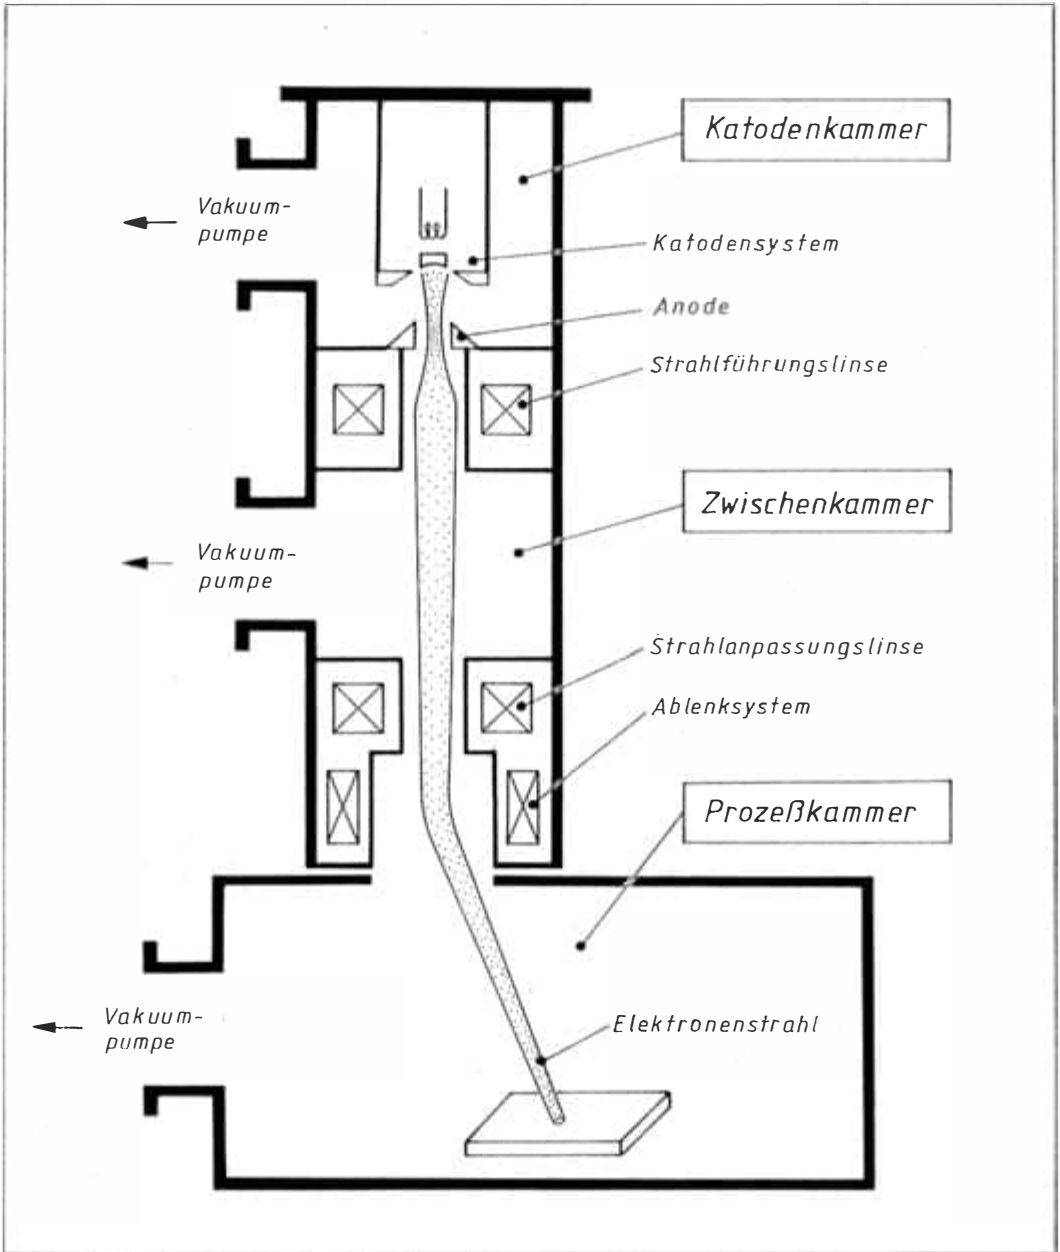 Katodenkammer
Vakuum-
pumpe
Katodensystem
Anode
Strahlführungslinse
Zwischenkammer
Vakuum-
pumpe
Strahlanpassungslinse
Ablenksystem
Prozeßkammer
Vakuum-
pumpe
Elektronenstrahl